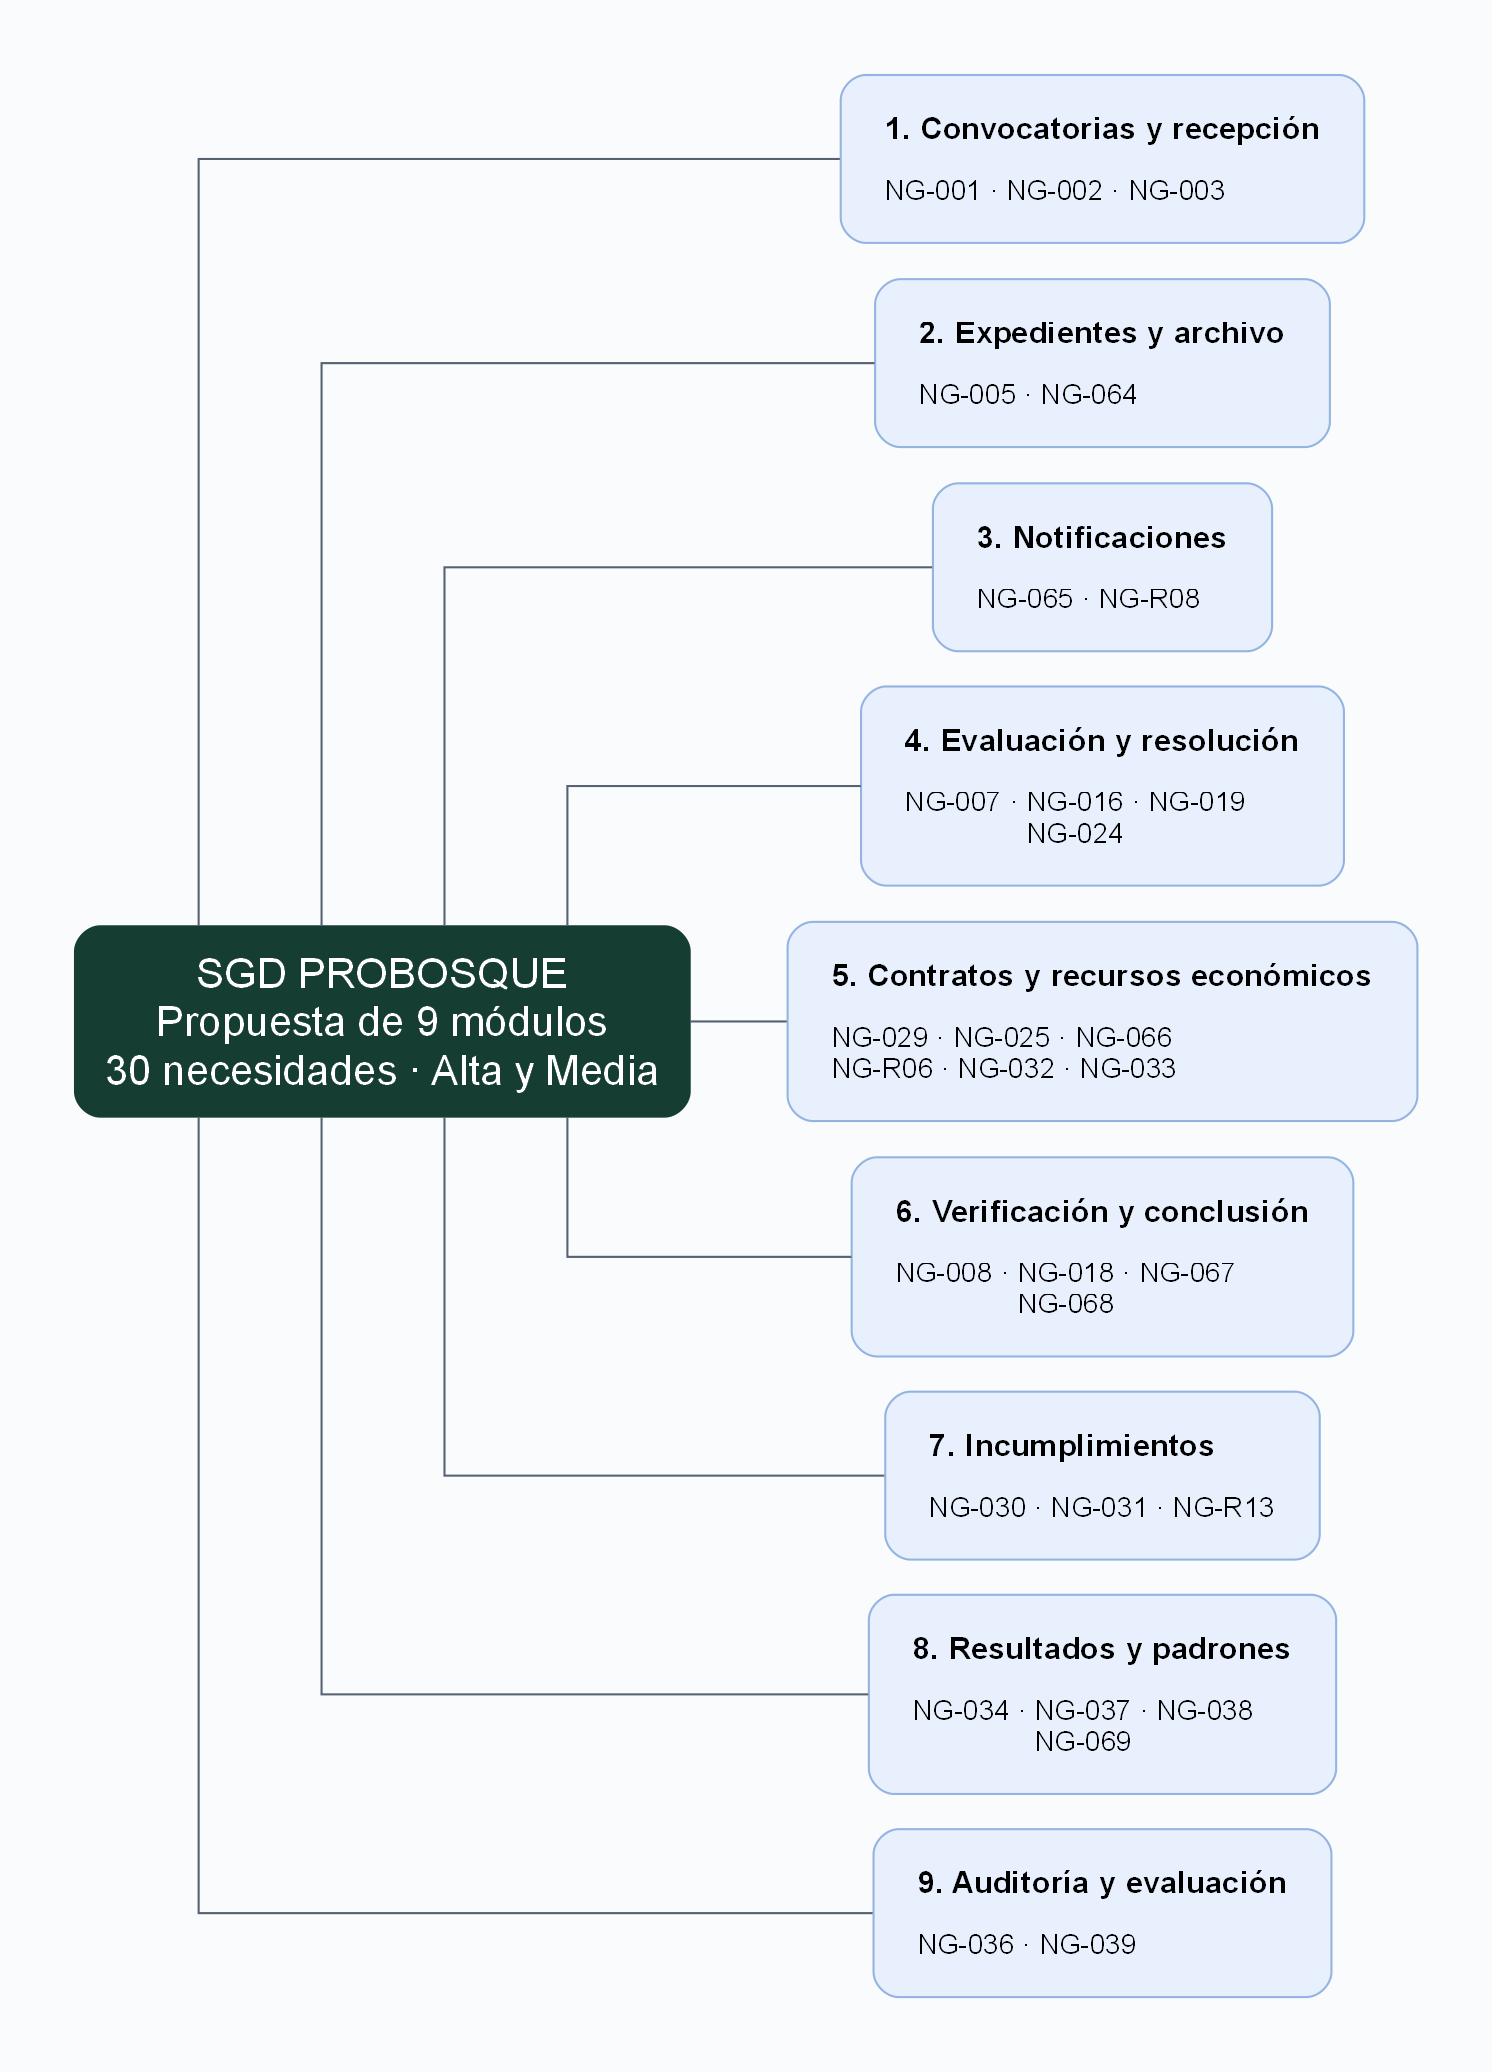 1. Convocatorias y recepción
NG-001 · NG-002 · NG-003
2. Expedientes y archivo
NG-005 · NG-064
3. Notificaciones
NG-065 · NG-R08
4. Evaluación y resolución
NG-007 · NG-016 · NG-019
NG-024
SGD PROBOSQUE
Propuesta de 9 módulos
30 necesidades · Alta y Media
5. Contratos y recursos económicos
NG-029 · NG-025 · NG-066
NG-R06 · NG-032 · NG-033
6. Verificación y conclusión
NG-008 · NG-018 · NG-067
NG-068
7. Incumplimientos
NG-030 · NG-031 · NG-R13
8. Resultados y padrones
NG-034 · NG-037 · NG-038
NG-069
9. Auditoría y evaluación
NG-036 · NG-039